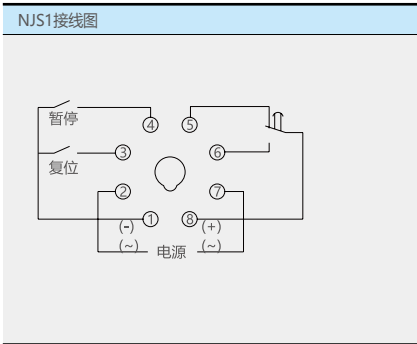 NJS1接线图
暂停
④ ⑤
③ ⑥
复位
② ⑦
① ⑧
(-) (+)
(~) 电源 (~)